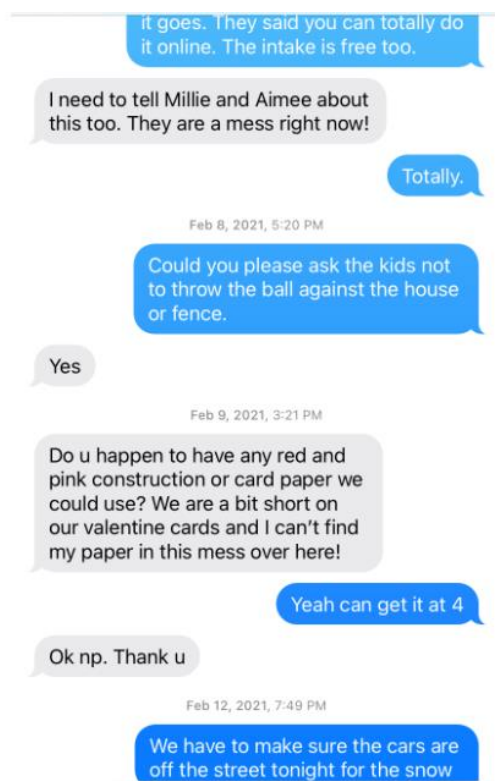 it goes. They said you can totally do
it online. The intake is free too.
I need to tell Millie and Aimee about
this too. They are a mess right now!
Totally.
Feb 8, 2021, 5:20 PM
Could you please ask the kids not
to throw the ball against the house
or fence.
Yes
Feb 9, 2021, 3:21 PM
Do u happen to have any red and
pink construction or card paper we
could use? We are a bit short on
our valentine cards and I can't find
my paper in this mess over here!
Yeah can get it at 4
Ok np. Thank u
Feb 12, 2021, 7:49 PM
We have to make sure the cars are
off the street tonight for the snow